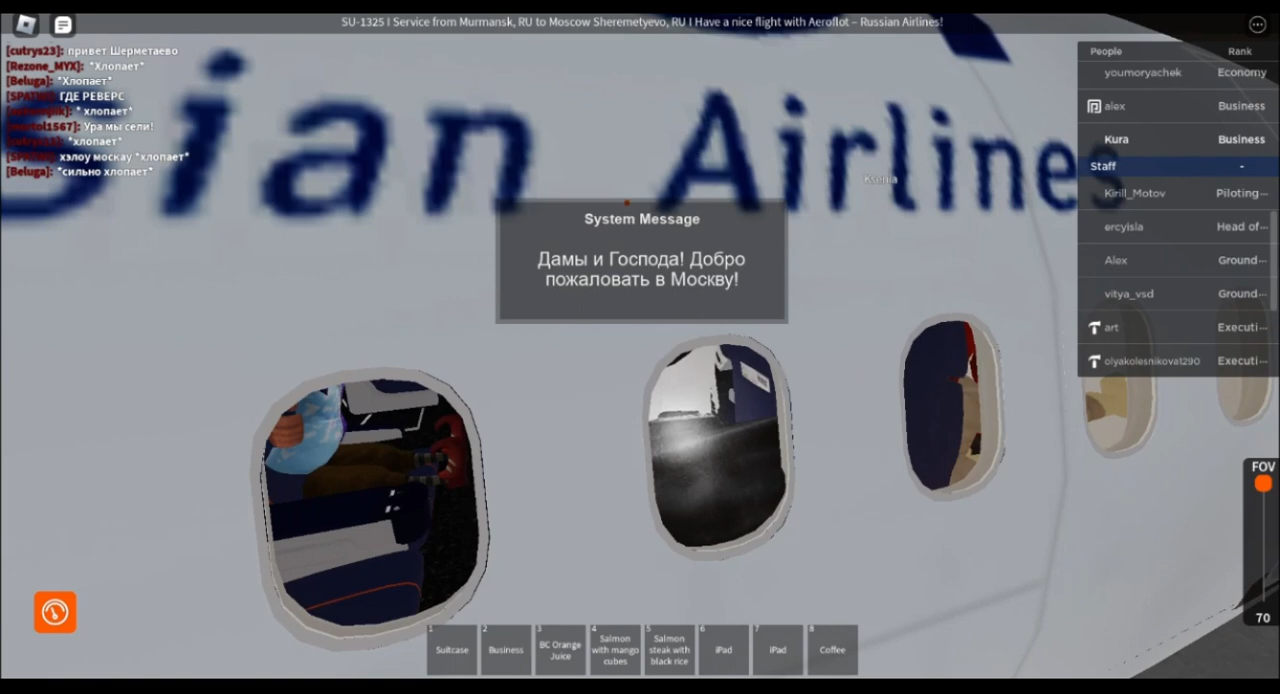 SU-1325 | Service from Murmansk, RU to Moscow Sheremetyevo, RU | Have a nice flight with Aeroflot – Russian Airlines!
[cutrys23]: привет Шерметаево
[Rezone_MYX]: *Хлопает*
[Beluga]: *Хлопает*
ГДЕ РЕВЕРС
* хлопает*
Ура мы сели!
*хлопает*
хэлоу москау *хлопает*
[Beluga]: *сильно хлопает*
sian Airlines
Ksenia
System Message
Дамы и Господа! Добро
пожаловать в Москву!
People Rank
youmoryachek Economy
alex Business
Kura Business
Staff -
Kirill_Motov Piloting...
ercyisla Head of...
Alex Ground...
vitya_vsd Ground...
art Executi...
olyakolesnikova1290 Executi...
FOV
70
1 Suitcase
2 Business
3 BC Orange Juice
4 Salmon with mango cubes
5 Salmon steak with black rice
6 iPad
7 iPad
8 Coffee